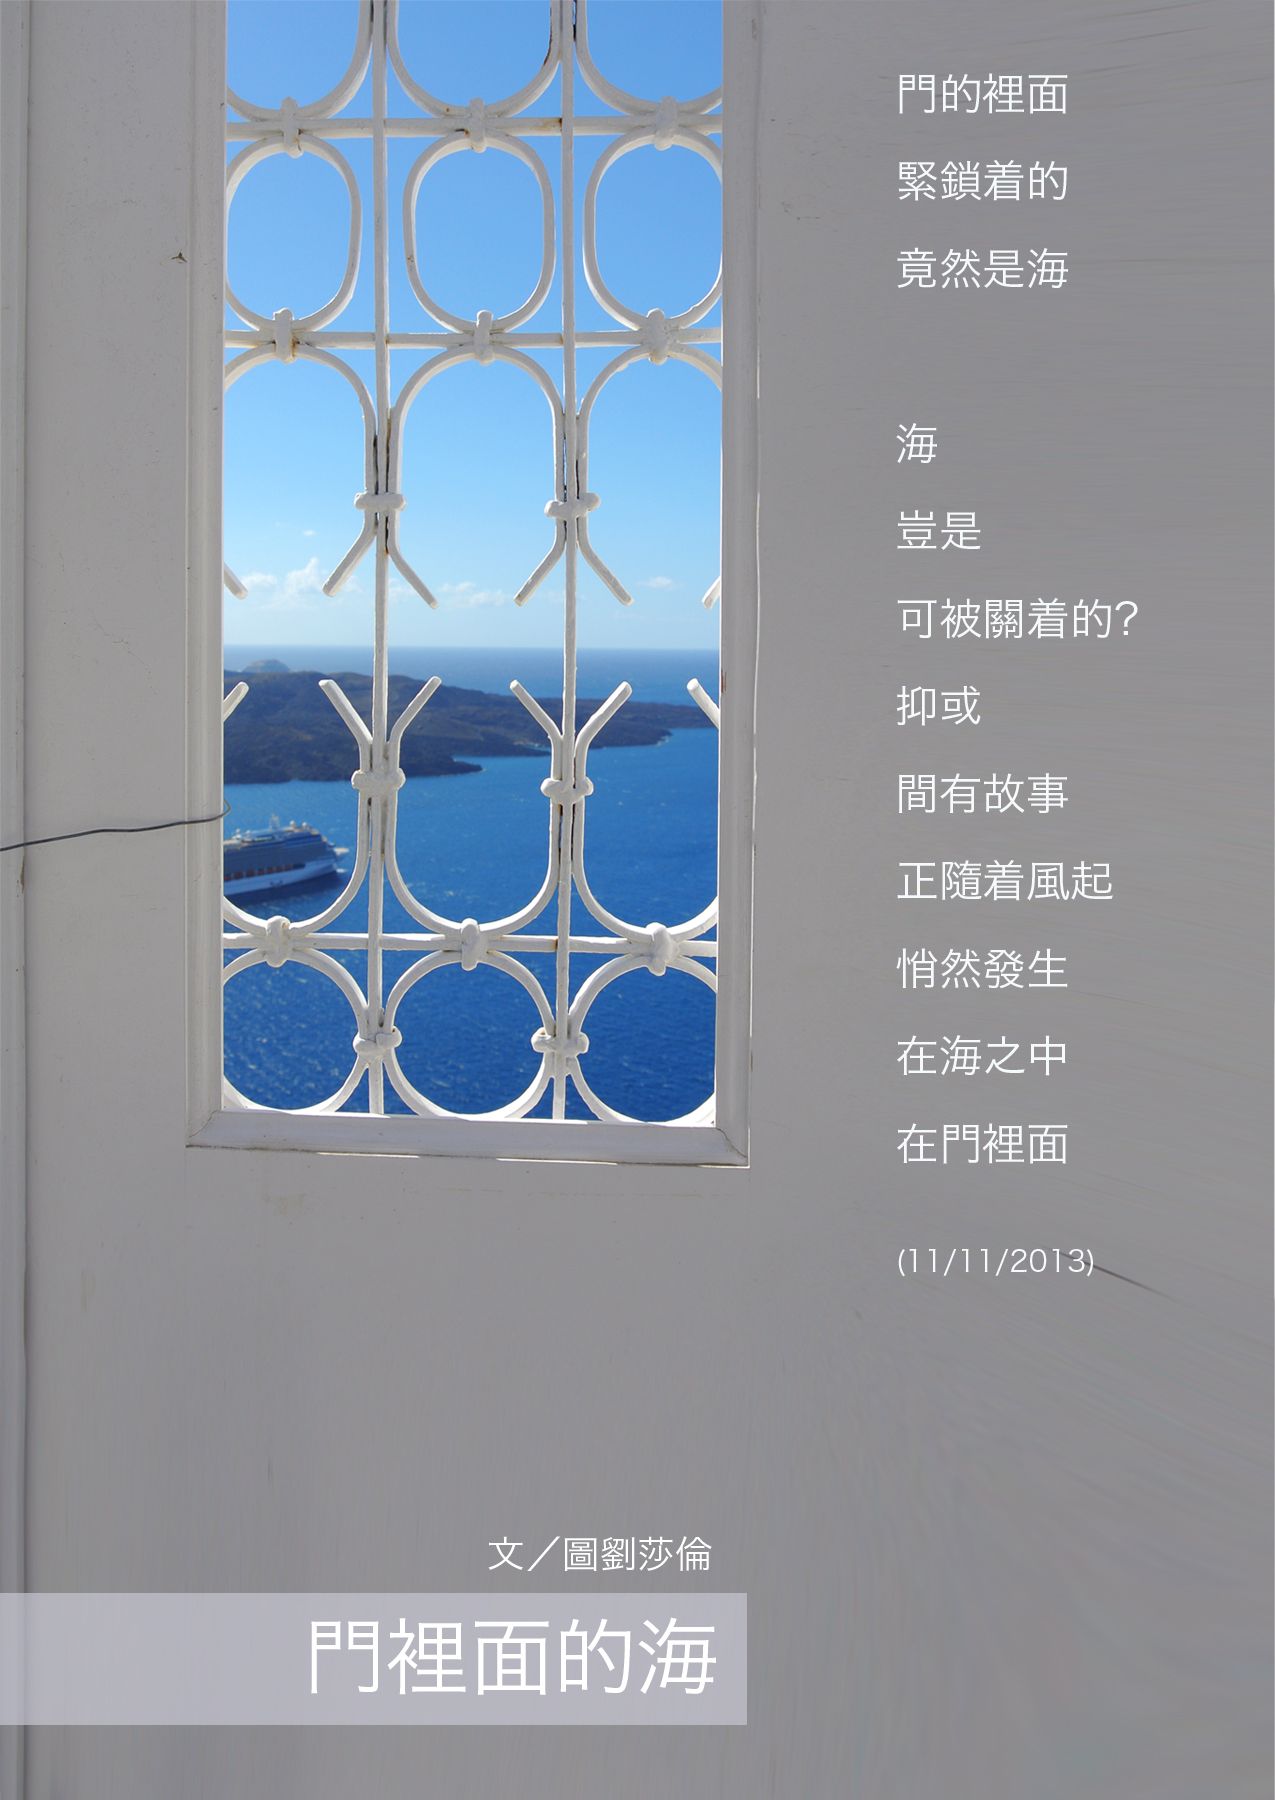 門的裡面
緊鎖着的
竟然是海
海
豈是
可被關着的?
抑或
間有故事
正隨着風起
悄然發生
在海之中
在門裡面
(11/11/2013)
文／圖劉莎倫
門裡面的海